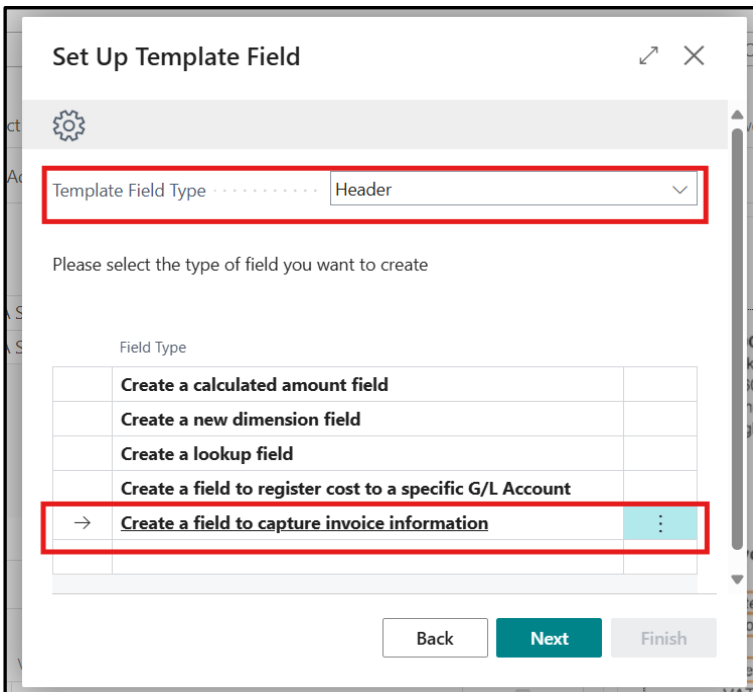 Set Up Template Field
Template Field Type Header
Please select the type of field you want to create
Field Type
Create a calculated amount field
Create a new dimension field
Create a lookup field
Create a field to register cost to a specific G/L Account
Create a field to capture invoice information
Back Next Finish